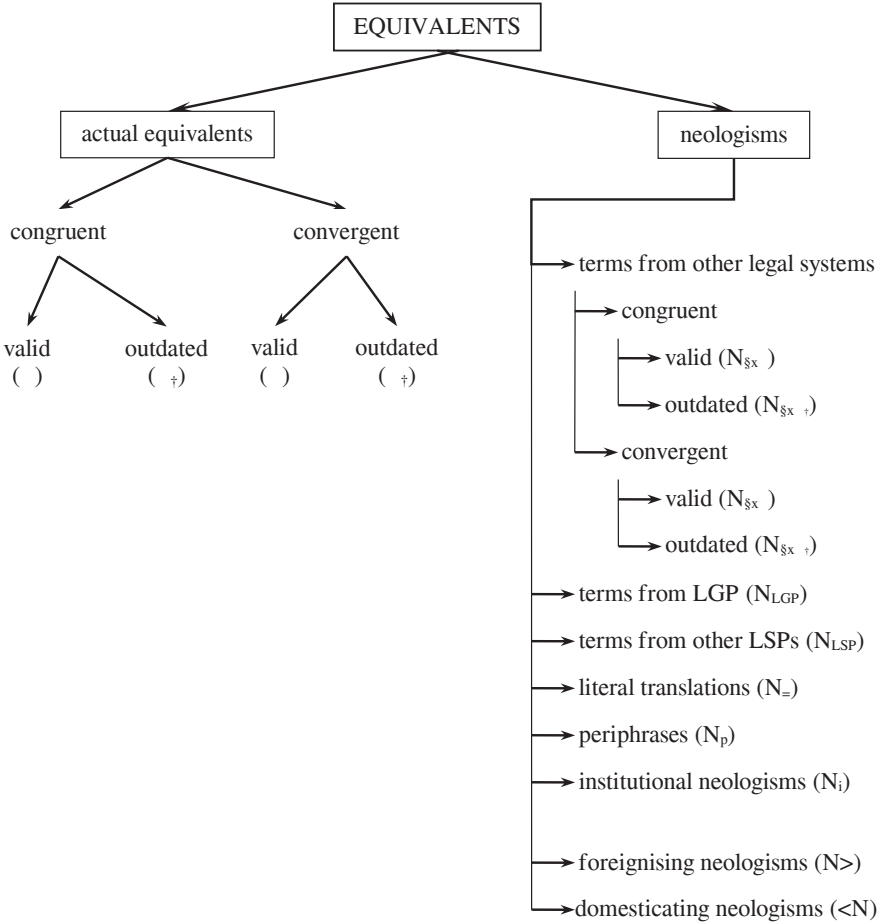 EQUIVALENTS
actual equivalents
neologisms
congruent
convergent
valid
( )
outdated
( †)
valid
( )
outdated
( †)
terms from other legal systems
congruent
valid (N§x )
outdated (N§x †)
convergent
valid (N§x )
outdated (N§x †)
terms from LGP (NLGP)
terms from other LSPs (NLSP)
literal translations (N=)
periphrases (Np)
institutional neologisms (Ni)
foreignising neologisms (N>)
domesticating neologisms (<N)